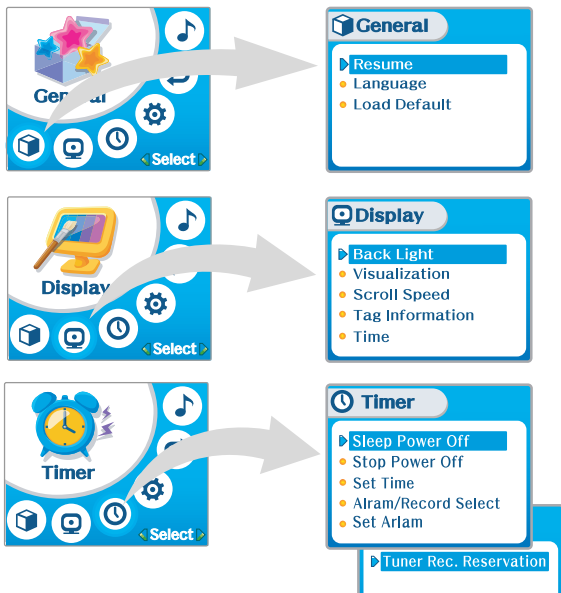 General
Select
General
Resume
Language
Load Default
Display
Select
Display
Back Light
Visualization
Scroll Speed
Tag Information
Time
Timer
Select
Timer
Sleep Power Off
Stop Power Off
Set Time
Alram/Record Select
Set Arlam
Tuner Rec. Reservation